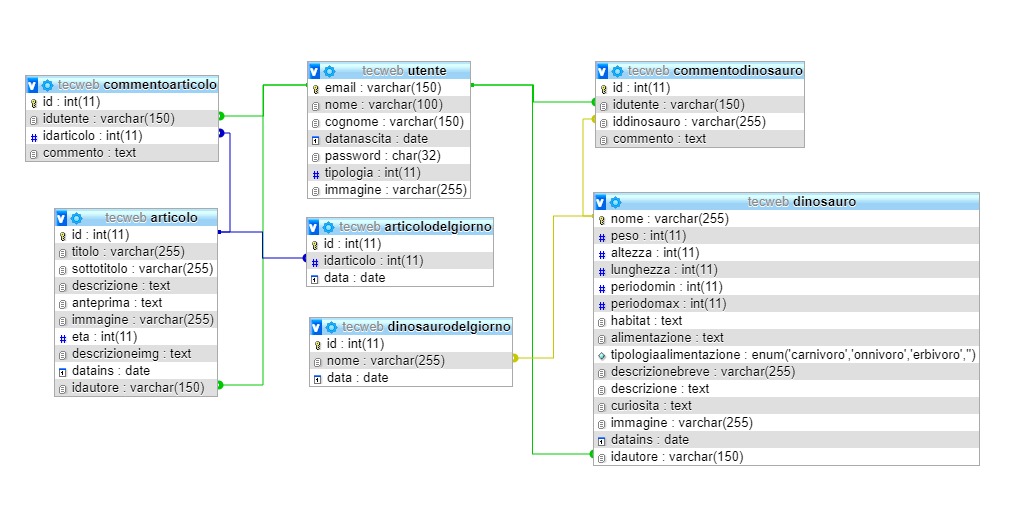 tecweb commentoarticolo
id : int(11)
idutente : varchar(150)
idarticolo : int(11)
commento : text
tecweb utente
email : varchar(150)
nome : varchar(100)
cognome : varchar(150)
datanascita : date
password : char(32)
tipologia : int(11)
immagine : varchar(255)
tecweb commentodinosauro
id : int(11)
idutente : varchar(150)
iddinosauro : varchar(255)
commento : text
tecweb articolo
id : int(11)
titolo : varchar(255)
sottotitolo : varchar(255)
descrizione : text
anteprima : text
immagine : varchar(255)
eta : int(11)
descrizioneimg : text
datains : date
idautore : varchar(150)
tecweb articolodelgiorno
id : int(11)
idarticolo : int(11)
data : date
tecweb dinosaurodelgiorno
id : int(11)
nome : varchar(255)
data : date
tecweb dinosauro
nome : varchar(255)
peso : int(11)
altezza : int(11)
lunghezza : int(11)
periodomin : int(11)
periodomax : int(11)
habitat : text
alimentazione : text
tipologiaalimentazione : enum('carnivoro','onnivoro','erbivoro','')
descrizionebreve : varchar(255)
descrizione : text
curiosita : text
immagine : varchar(255)
datains : date
idautore : varchar(150)